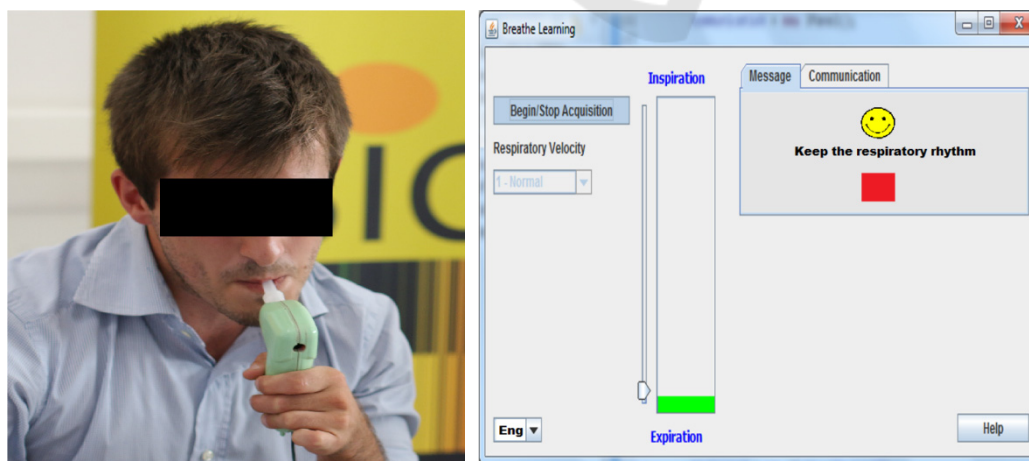 SIC
Breathe Learning
Inspiration
Begin/Stop Acquisition
Respiratory Velocity
1 - Normal
Message
Communication
Keep the respiratory rhythm
Eng
Expiration
Help